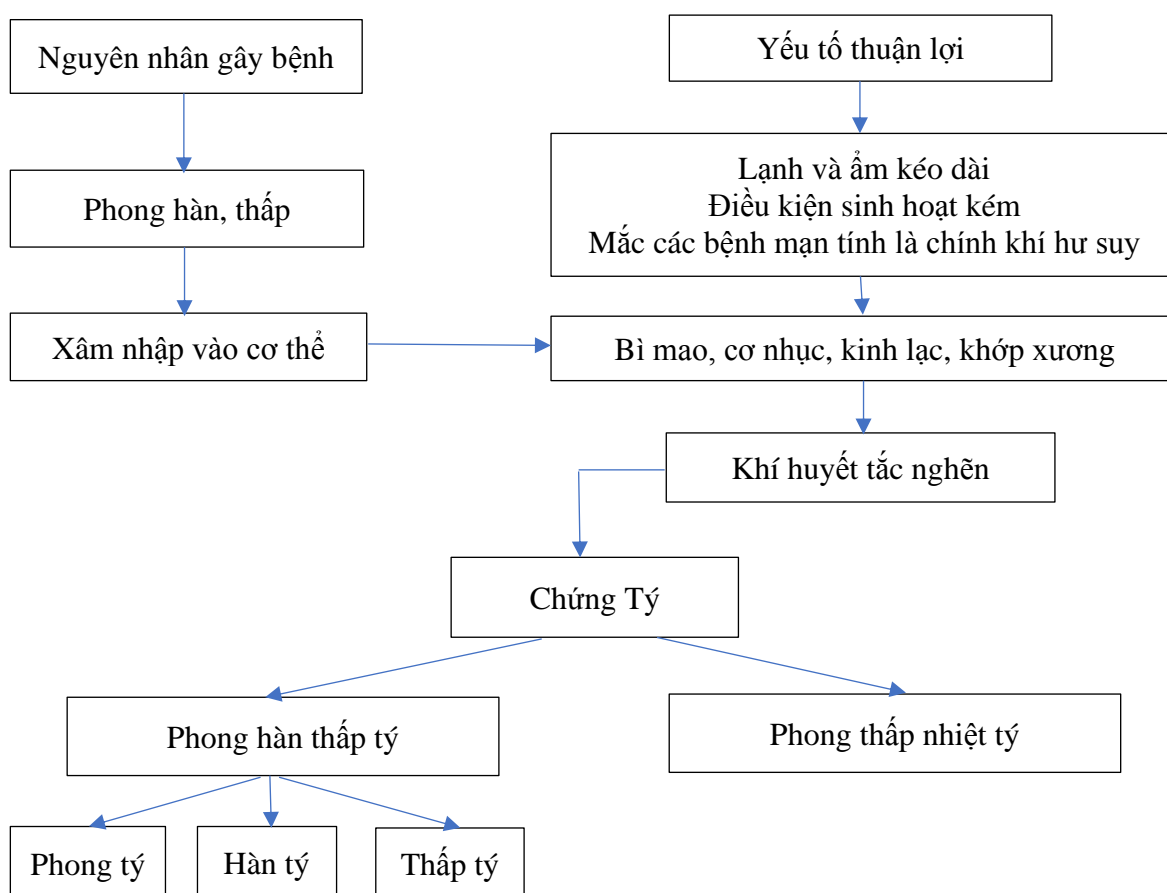 Nguyên nhân gây bệnh
Yếu tố thuận lợi
Phong hàn, thấp
Lạnh và ẩm kéo dài
Điều kiện sinh hoạt kém
Mắc các bệnh mạn tính là chính khí hư suy
Xâm nhập vào cơ thể
Bì mao, cơ nhục, kinh lạc, khớp xương
Khí huyết tắc nghẽn
Chứng Tý
Phong hàn thấp tý
Phong thấp nhiệt tý
Phong tý
Hàn tý
Thấp tý